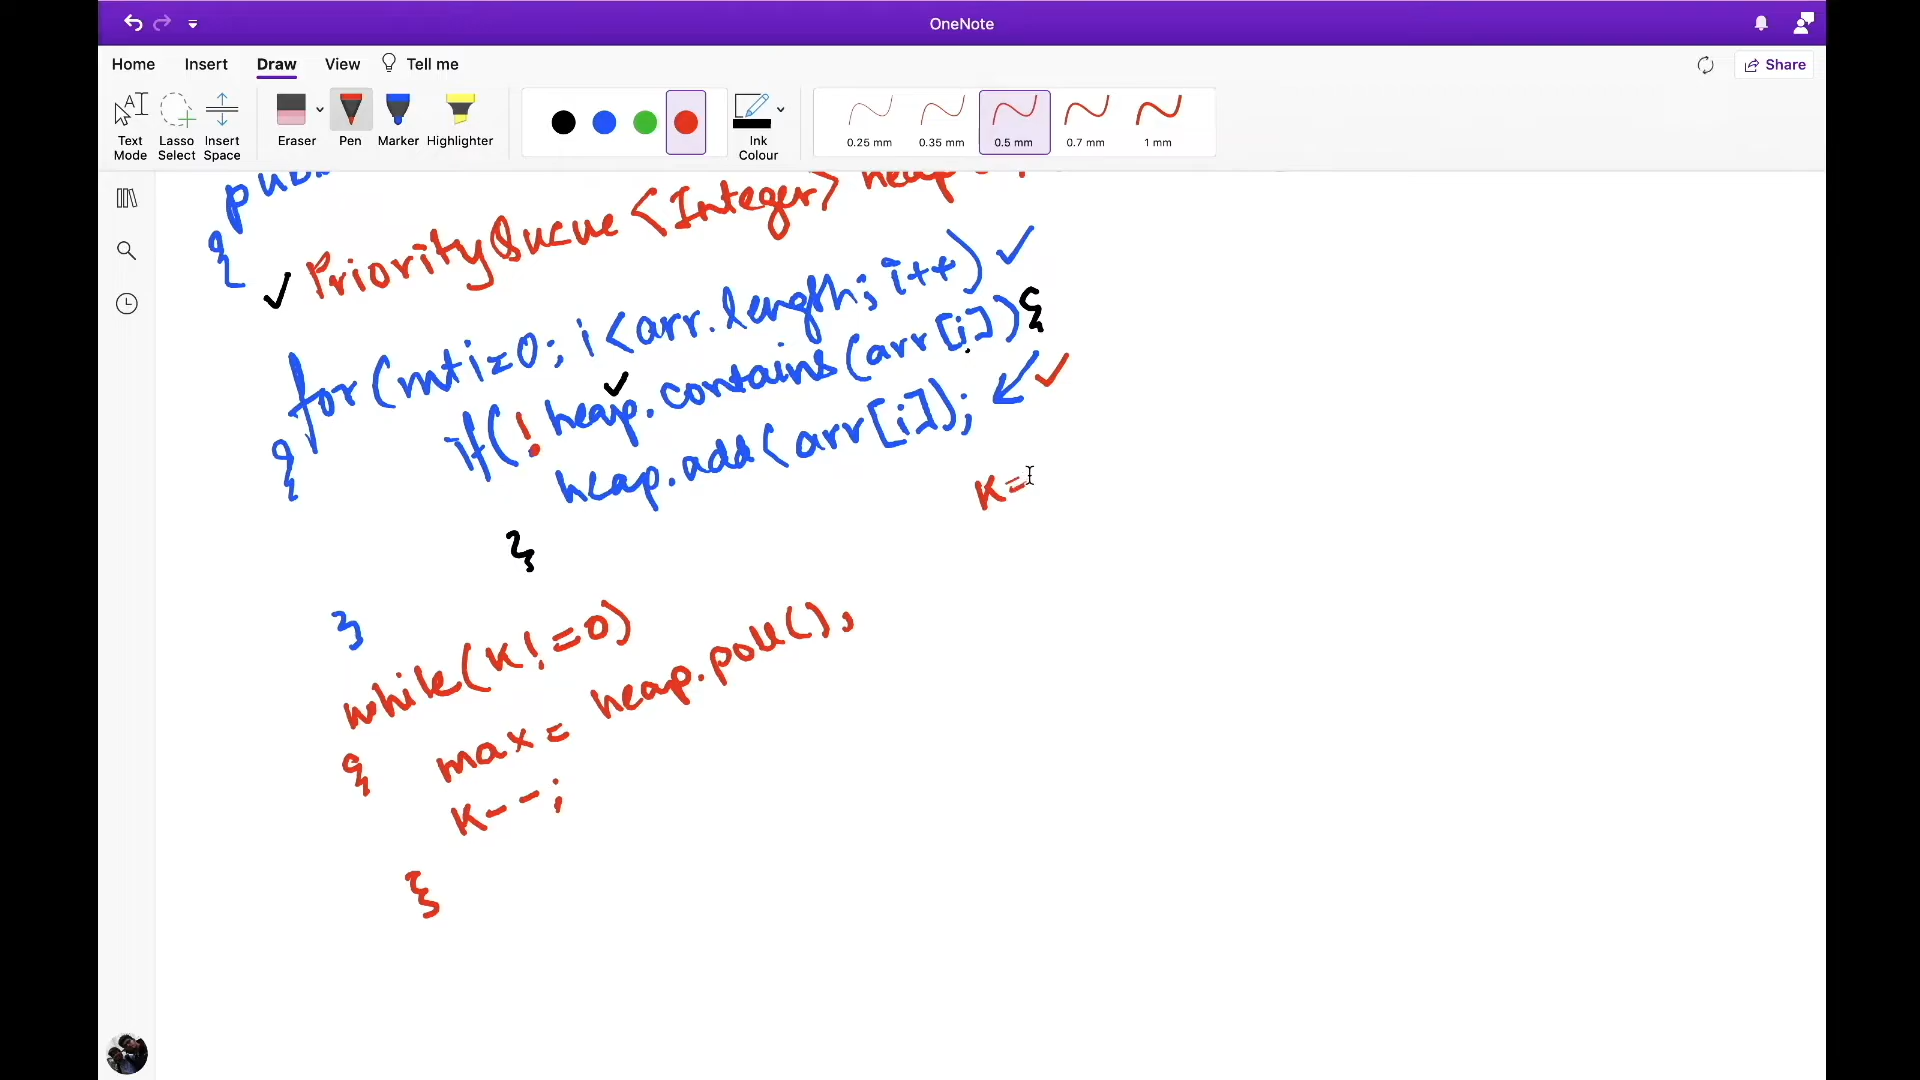 OneNote
Home Insert Draw View Tell me
Share
Text Mode
Lasso Select
Insert Space
Eraser
Pen
Marker
Highlighter
Ink Colour
0.25 mm
0.35 mm
0.5 mm
0.7 mm
1 mm
{
PriorityQueue <Integer> heap
for (int i=0; i < arr.length; i++)
{ if(! heap.contains(arr[i]) {
heap.add(arr[i]);
K=
}
}
while(K!=0)
{ max = heap.poll();
K--;
}